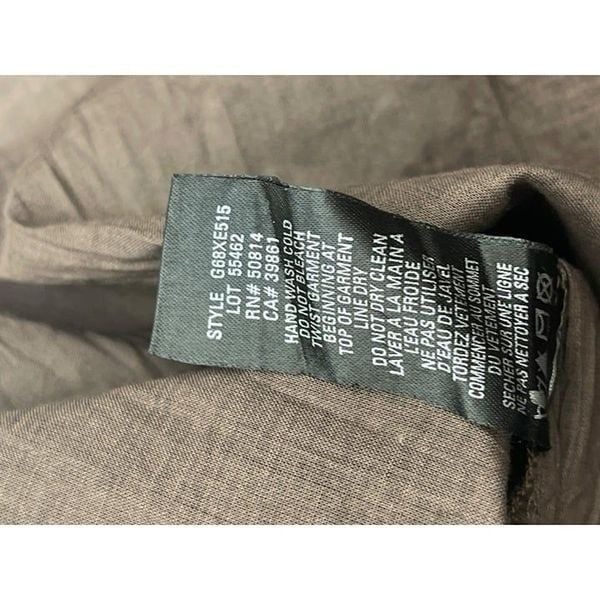 STYLE G68XE515
LOT 55462
RN# 50814
CA# 39861
HAND WASH COLD
DO NOT BLEACH
TWIST GARMENT
BEGINNING AT
TOP OF GARMENT
LINE DRY
DO NOT DRY CLEAN
LAVER A LA MAIN A
L'EAU FROIDE
NE PAS UTILISER
D'EAU DE JAVEL
TORDEZ VETEMENT
COMMENCER AU SOMMET
DU VETEMENT
SECHER SUR UNE LIGNE
NE PAS NETTOYER A SEC